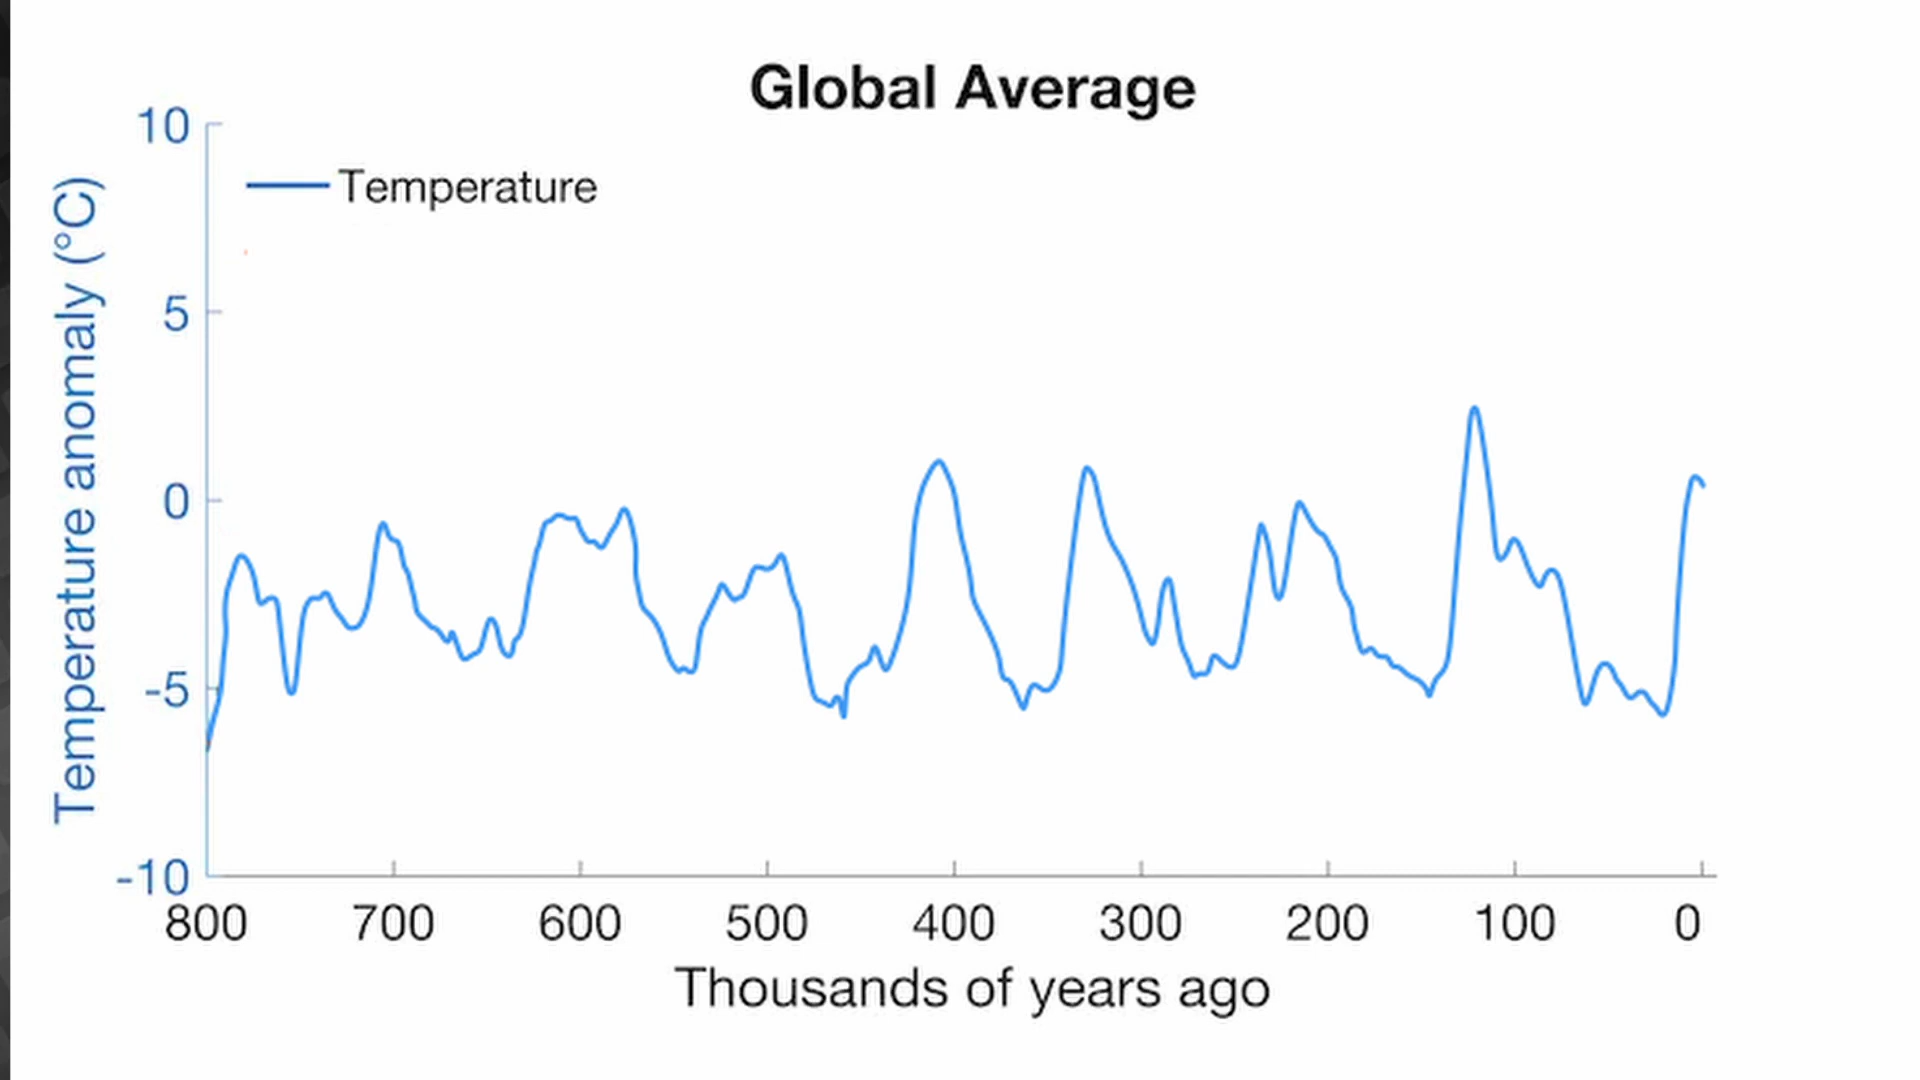 Global Average
10
Temperature
5
0
-5
-10
Temperature anomaly (°C)
800 700 600 500 400 300 200 100 0
Thousands of years ago